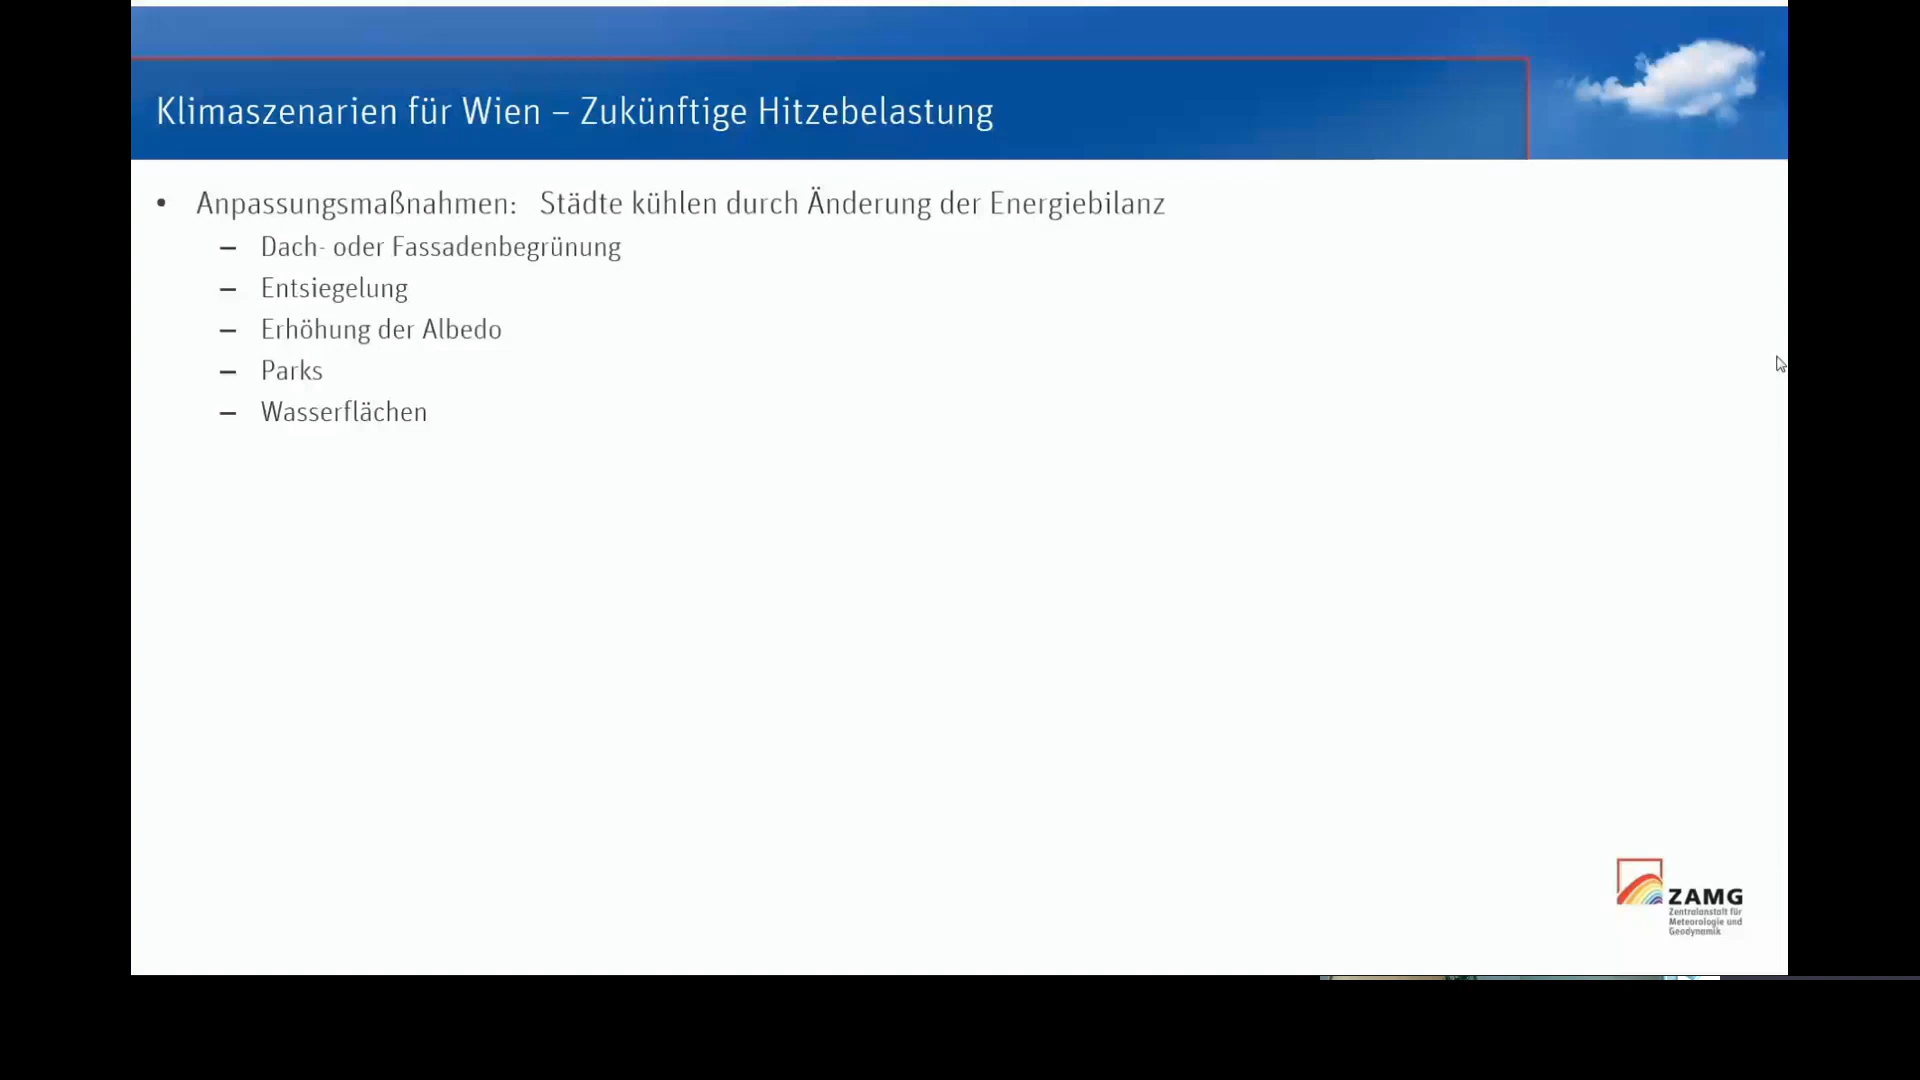 Klimaszenarien für Wien – Zukünftige Hitzebelastung
• Anpassungsmaßnahmen: Städte kühlen durch Änderung der Energiebilanz
– Dach- oder Fassadenbegrünung
– Entsiegelung
– Erhöhung der Albedo
– Parks
– Wasserflächen
ZAMG
Zentralanstalt für
Meteorologie und
Geodynamik